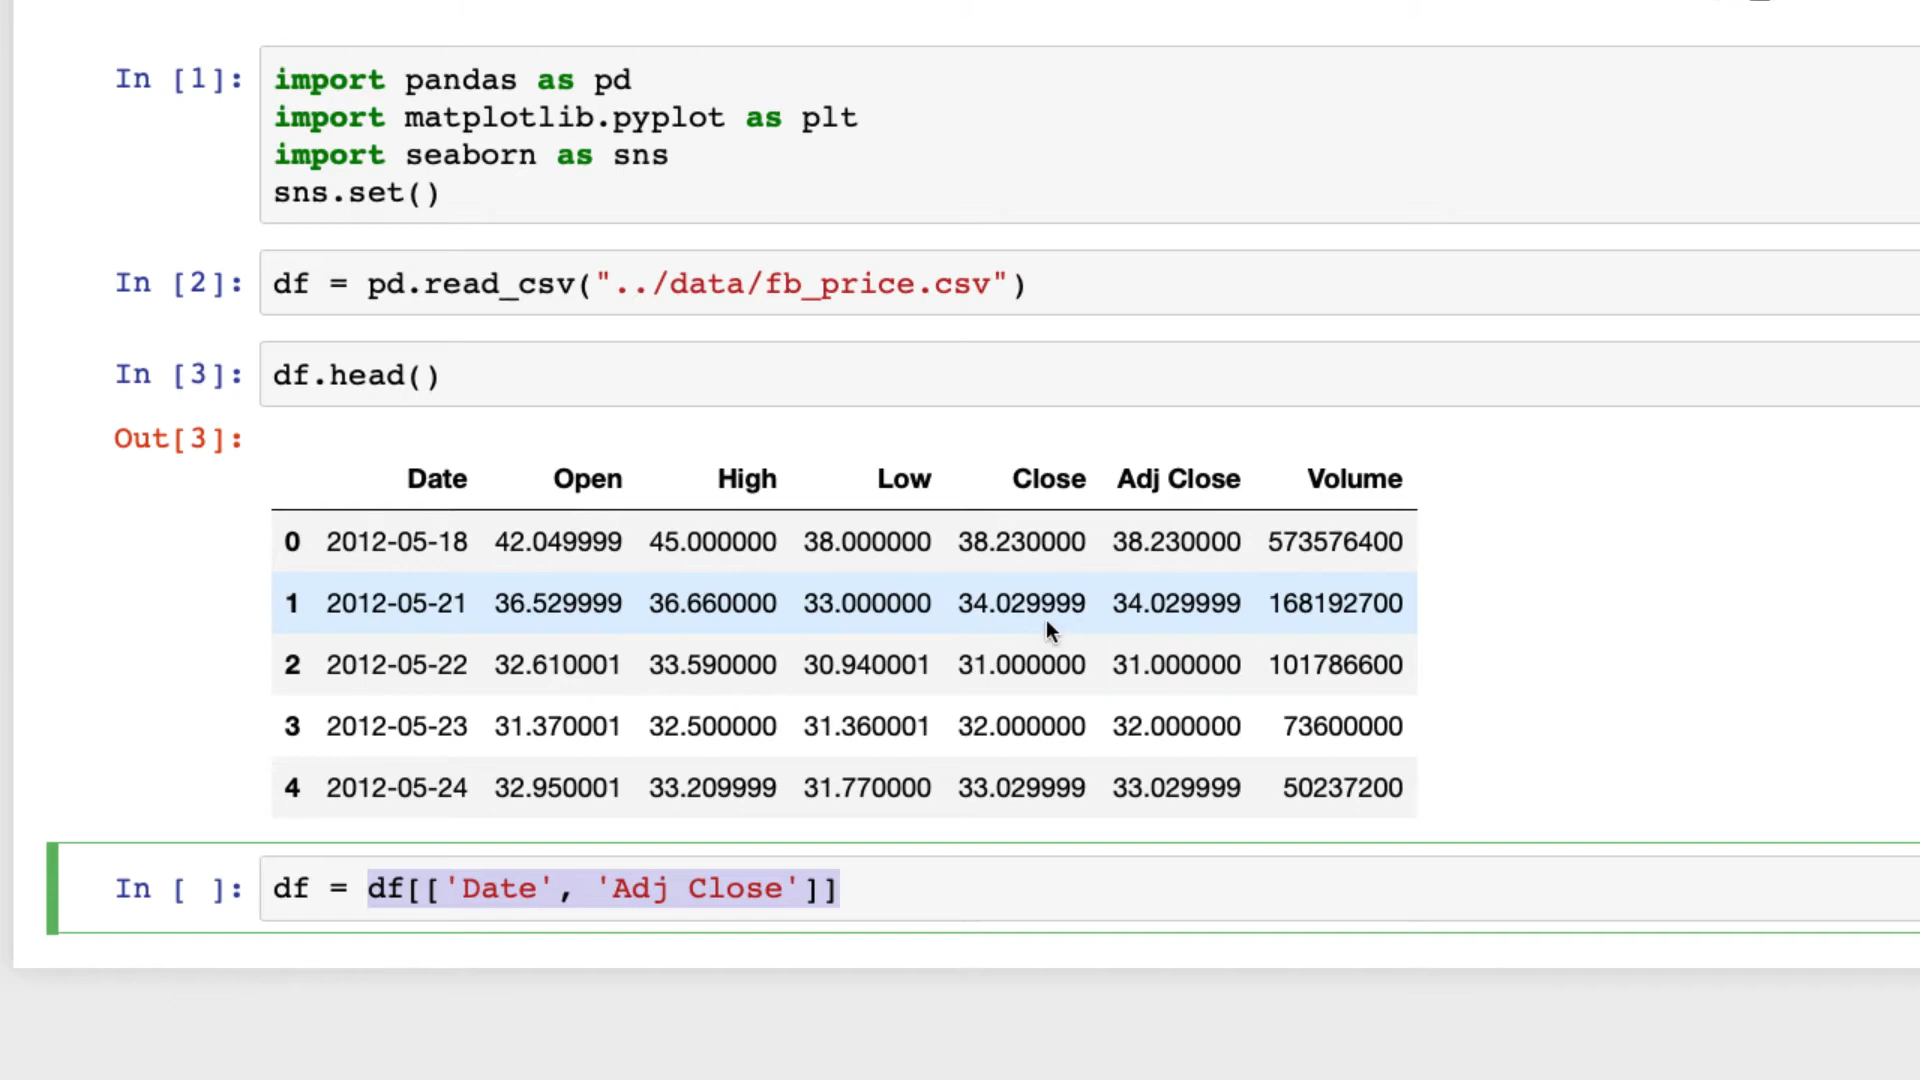 In [1]: import pandas as pd
import matplotlib.pyplot as plt
import seaborn as sns
sns.set()
In [2]: df = pd.read_csv("../data/fb_price.csv")
In [3]: df.head()
Out[3]:
Date Open High Low Close Adj Close Volume
0 2012-05-18 42.049999 45.000000 38.000000 38.230000 38.230000 573576400
1 2012-05-21 36.529999 36.660000 33.000000 34.029999 34.029999 168192700
2 2012-05-22 32.610001 33.590000 30.940001 31.000000 31.000000 101786600
3 2012-05-23 31.370001 32.500000 31.360001 32.000000 32.000000 73600000
4 2012-05-24 32.950001 33.209999 31.770000 33.029999 33.029999 50237200
In [ ]: df = df[['Date', 'Adj Close']]